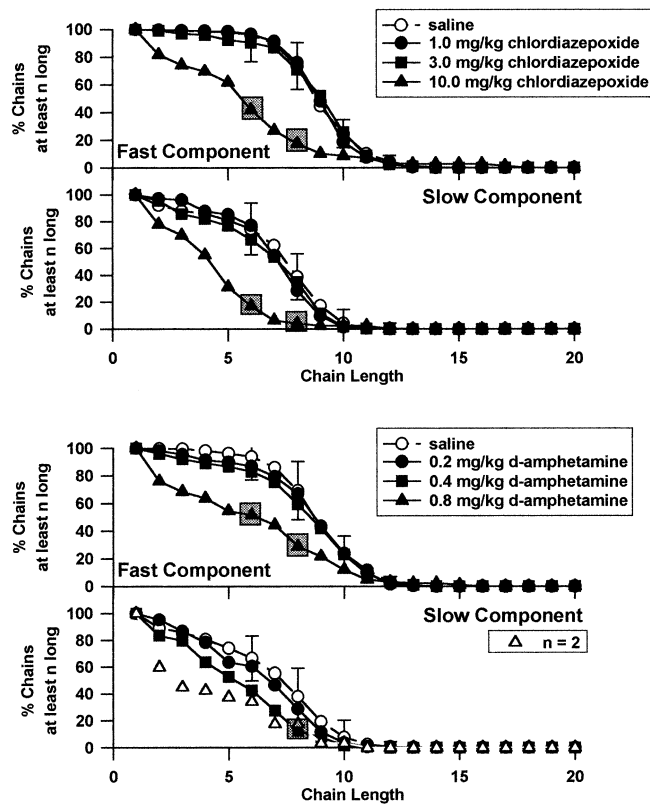 % Chains
at least n long
100
80
60
40
20
0
saline
1.0 mg/kg chlordiazepoxide
3.0 mg/kg chlordiazepoxide
10.0 mg/kg chlordiazepoxide
Fast Component
% Chains
at least n long
100
80
60
40
20
0
Slow Component
0 5 10 15 20
Chain Length
% Chains
at least n long
100
80
60
40
20
0
saline
0.2 mg/kg d-amphetamine
0.4 mg/kg d-amphetamine
0.8 mg/kg d-amphetamine
Fast Component
% Chains
at least n long
100
80
60
40
20
0
Slow Component
n = 2
0 5 10 15 20
Chain Length